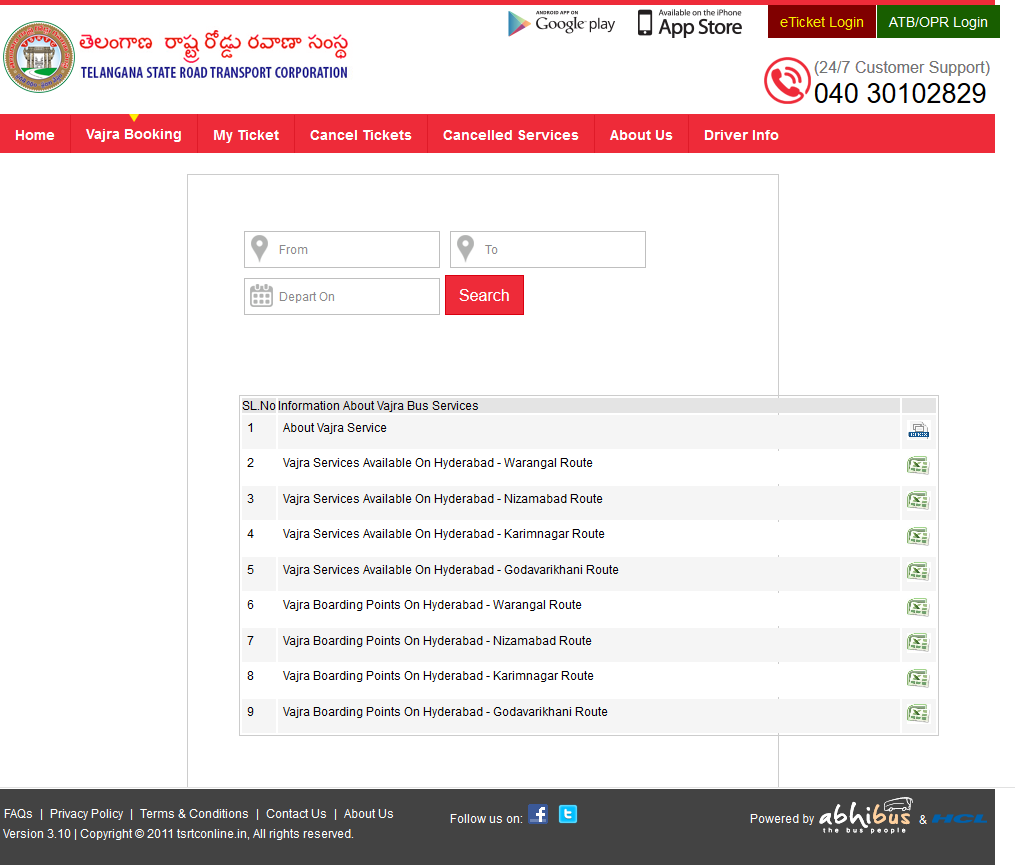 తెలంగాణ రాష్ట్ర రోడ్డు రవాణా సంస్థ
TELANGANA STATE ROAD TRANSPORT CORPORATION
ANDROID APP ON
Google play
Available on the iPhone
App Store
eTicket Login
ATB/OPR Login
(24/7 Customer Support)
040 30102829
Home Vajra Booking My Ticket Cancel Tickets Cancelled Services About Us Driver Info
From
To
Depart On
Search
SL.No Information About Vajra Bus Services
1 About Vajra Service
2 Vajra Services Available On Hyderabad - Warangal Route
3 Vajra Services Available On Hyderabad - Nizamabad Route
4 Vajra Services Available On Hyderabad - Karimnagar Route
5 Vajra Services Available On Hyderabad - Godavarikhani Route
6 Vajra Boarding Points On Hyderabad - Warangal Route
7 Vajra Boarding Points On Hyderabad - Nizamabad Route
8 Vajra Boarding Points On Hyderabad - Karimnagar Route
9 Vajra Boarding Points On Hyderabad - Godavarikhani Route
FAQs | Privacy Policy | Terms & Conditions | Contact Us | About Us
Version 3.10 | Copyright © 2011 tsrtconline.in, All rights reserved.
Follow us on:
Powered by abhibus & HCL
the bus people